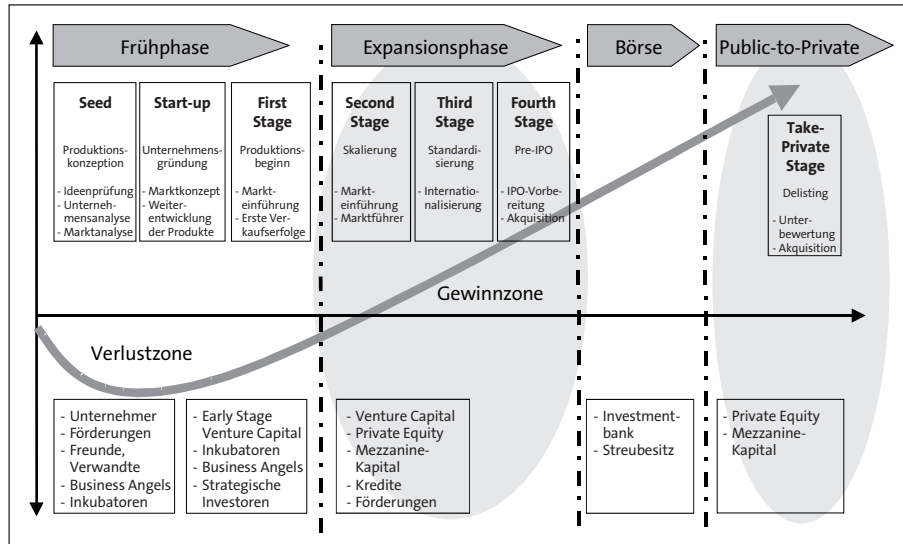 Frühphase
Expansionsphase
Börse
Public-to-Private
Seed
Produktions-
konzeption
- Ideenprüfung
- Unterneh-
mensanalyse
- Marktanalyse
Start-up
Unternehmens-
gründung
- Marktkonzept
- Weiter-
entwicklung
der Produkte
First
Stage
Produktions-
beginn
- Markt-
einführung
- Erste Ver-
kaufserfolge
Second
Stage
Skalierung
- Markt-
einführung
- Marktführer
Third
Stage
Standardi-
sierung
- Internatio-
nalisierung
Fourth
Stage
Pre-IPO
- IPO-Vorbe-
reitung
- Akquisition
Take-
Private
Stage
Delisting
- Unter-
bewertung
- Akquisition
Gewinnzone
Verlustzone
- Unternehmer
- Förderungen
- Freunde,
Verwandte
- Business Angels
- Inkubatoren
- Early Stage
Venture Capital
- Inkubatoren
- Business Angels
- Strategische
Investoren
- Venture Capital
- Private Equity
- Mezzanine-
Kapital
- Kredite
- Förderungen
- Investment-
bank
- Streubesitz
- Private Equity
- Mezzanine-
Kapital